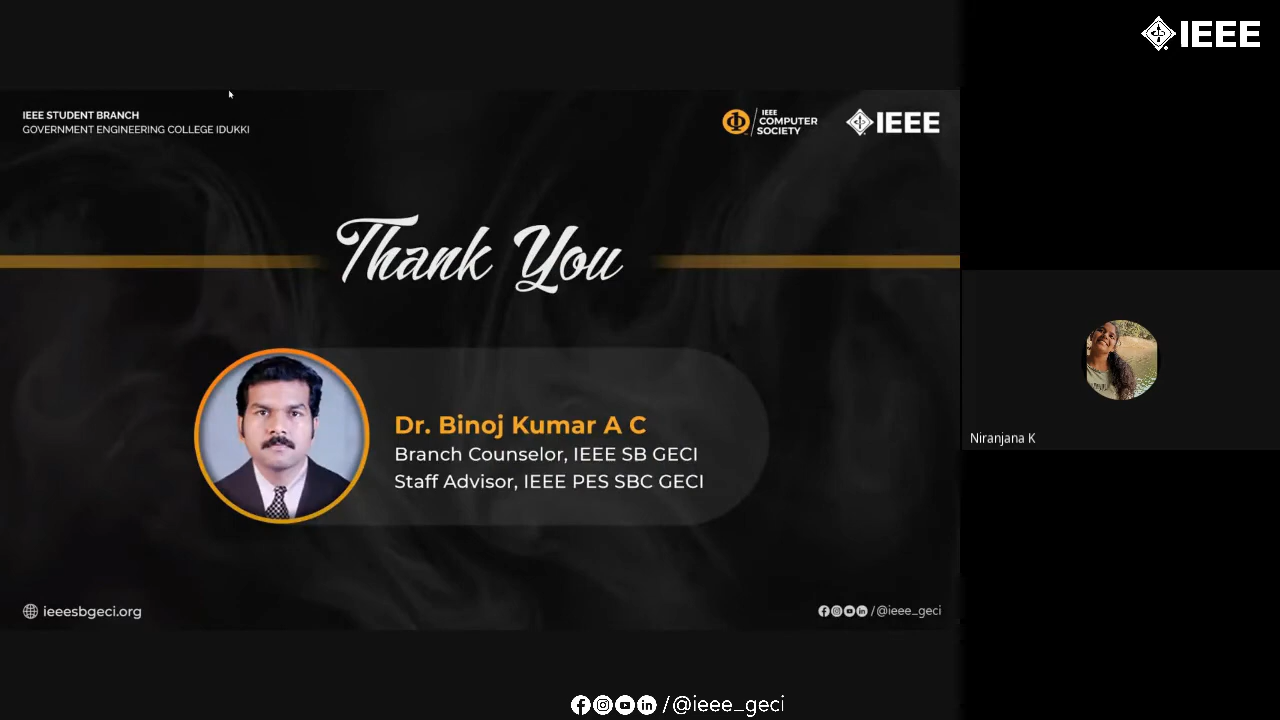 IEEE
IEEE STUDENT BRANCH
GOVERNMENT ENGINEERING COLLEGE IDUKKI
IEEE
COMPUTER
SOCIETY
IEEE
Thank You
Dr. Binoj Kumar A C
Branch Counselor, IEEE SB GECI
Staff Advisor, IEEE PES SBC GECI
Niranjana K
ieeesbgeci.org
/@ieee_geci
/@ieee_geci